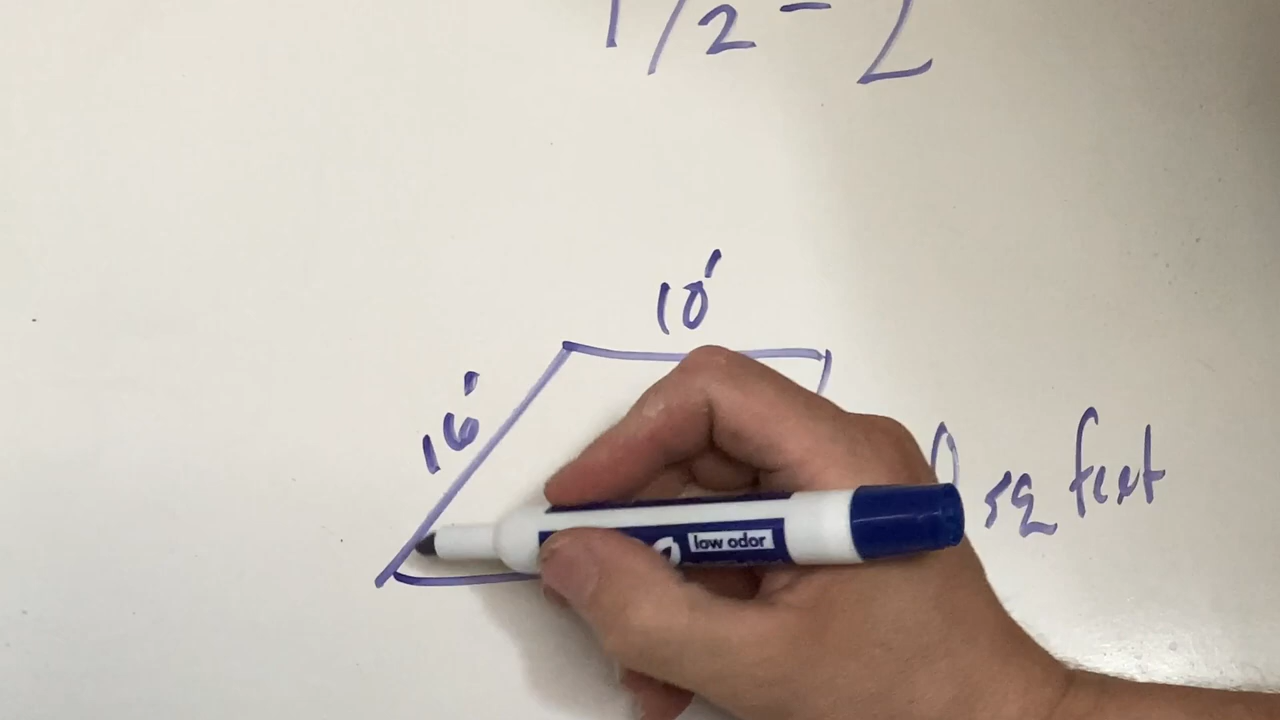 1/2 =
10'
16'
sq feet
low odor